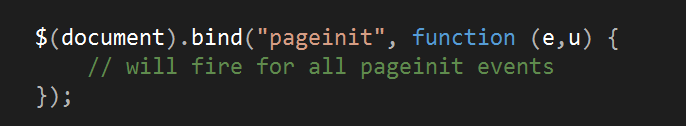 $(document).bind("pageinit", function (e,u) {
    // will fire for all pageinit events
});